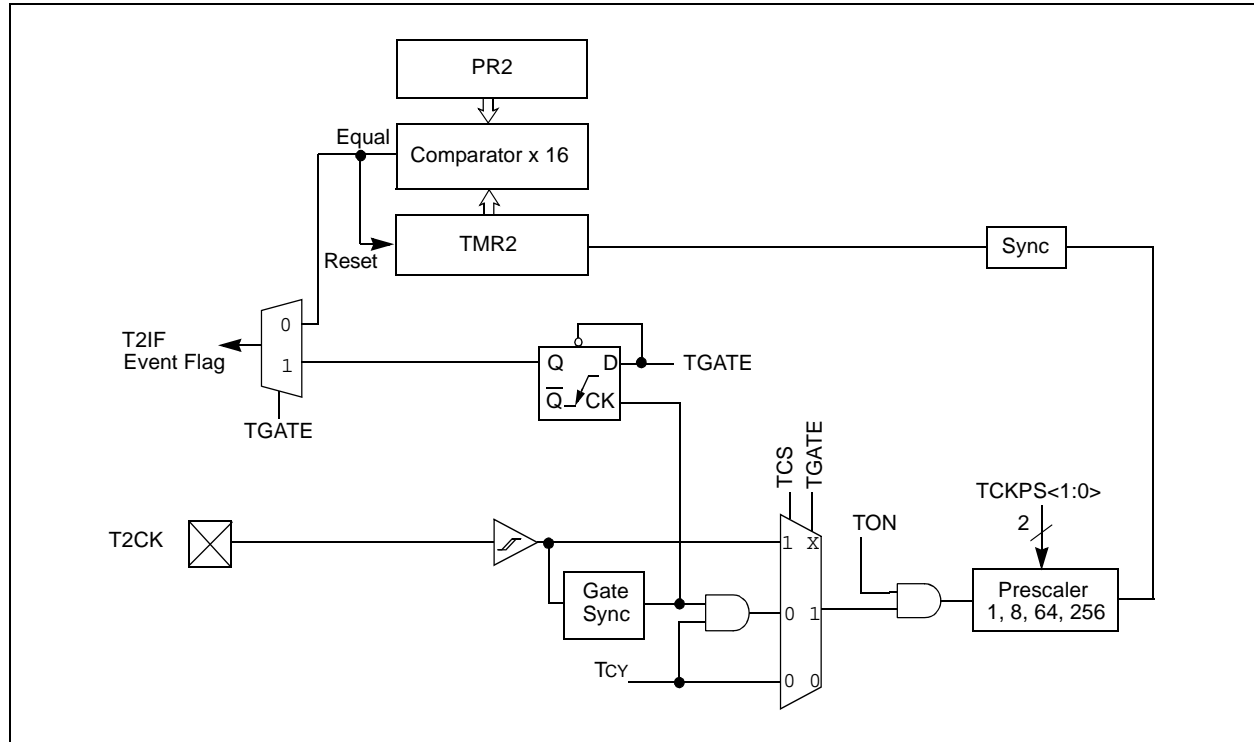 PR2
Equal
Comparator x 16
TMR2
Reset
Sync
0
T2IF
Event Flag
1
TGATE
Q D
Q̅ CK
TGATE
TCS
TGATE
TCKPS<1:0>
2
T2CK
TON
1 X
Gate
Sync
Prescaler
1, 8, 64, 256
0 1
TCY
0 0